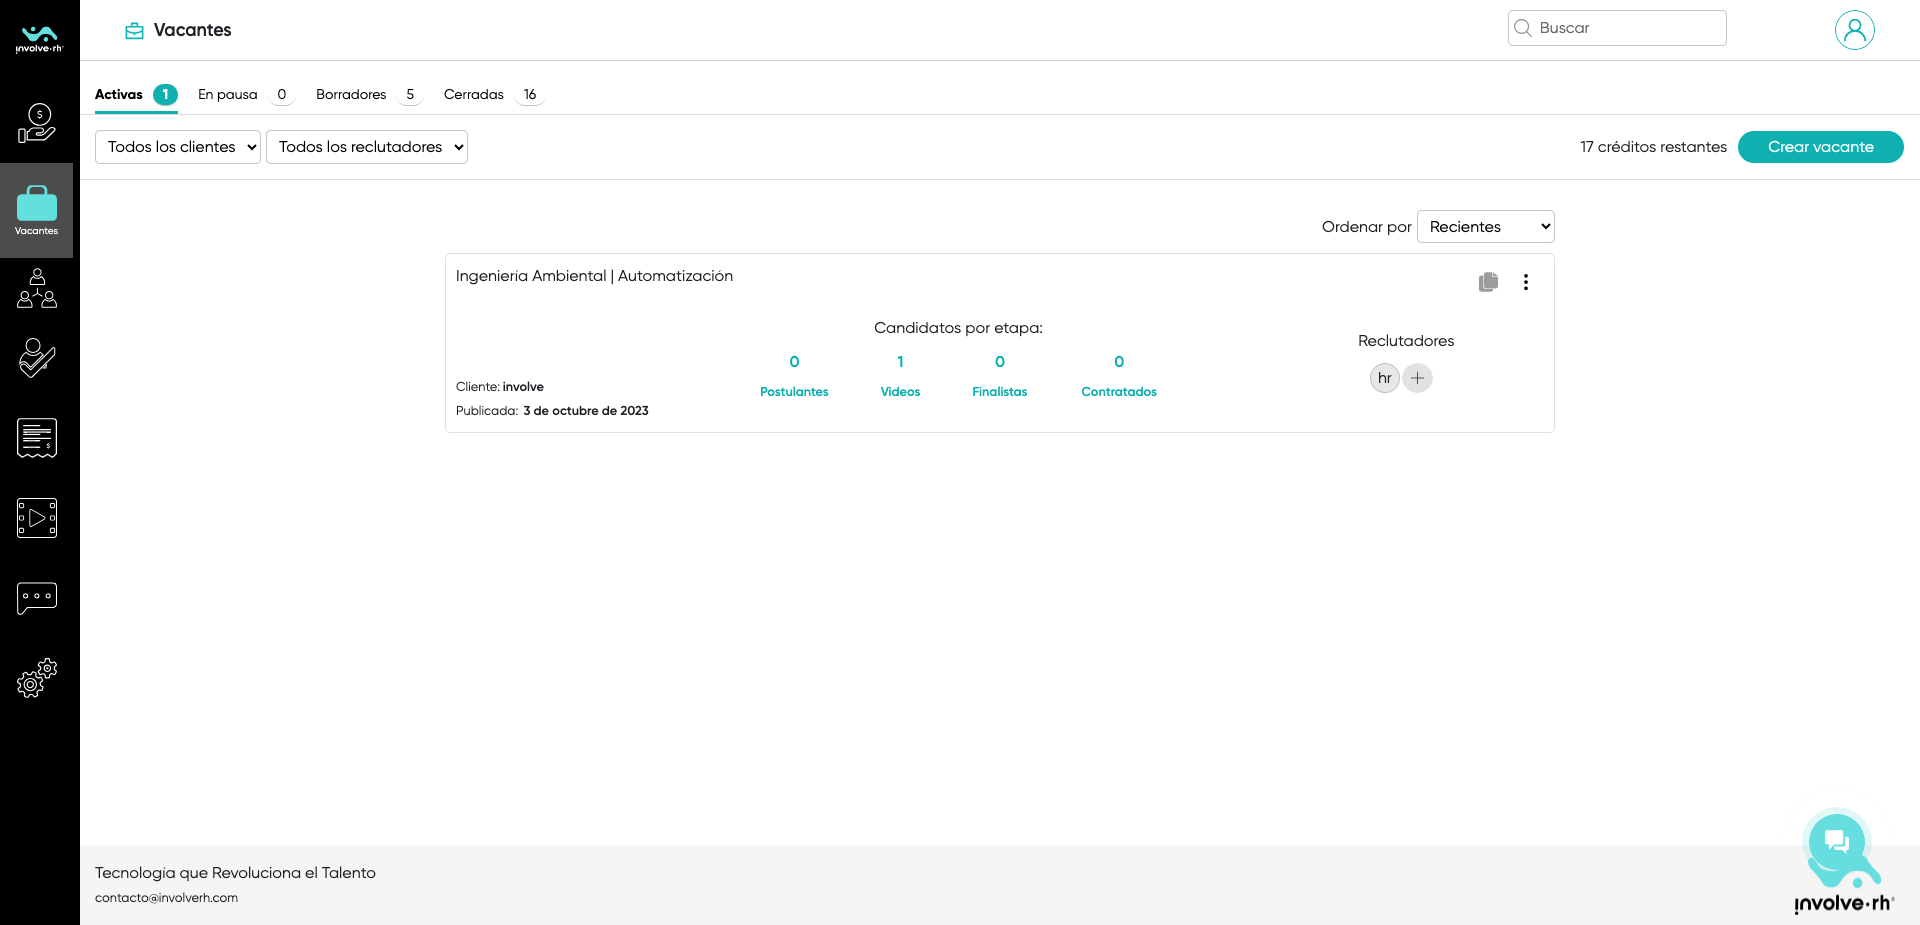 involve·rh
Vacantes
Buscar
Activas 1 En pausa 0 Borradores 5 Cerradas 16
Todos los clientes Todos los reclutadores 17 créditos restantes Crear vacante
Vacantes
Ordenar por Recientes
Ingeniería Ambiental | Automatización
Candidatos por etapa:
Reclutadores
0 1 0 0
Postulantes Videos Finalistas Contratados
hr
Cliente: involve
Publicada: 3 de octubre de 2023
Tecnología que Revoluciona el Talento
contacto@involverh.com
involve·rh®